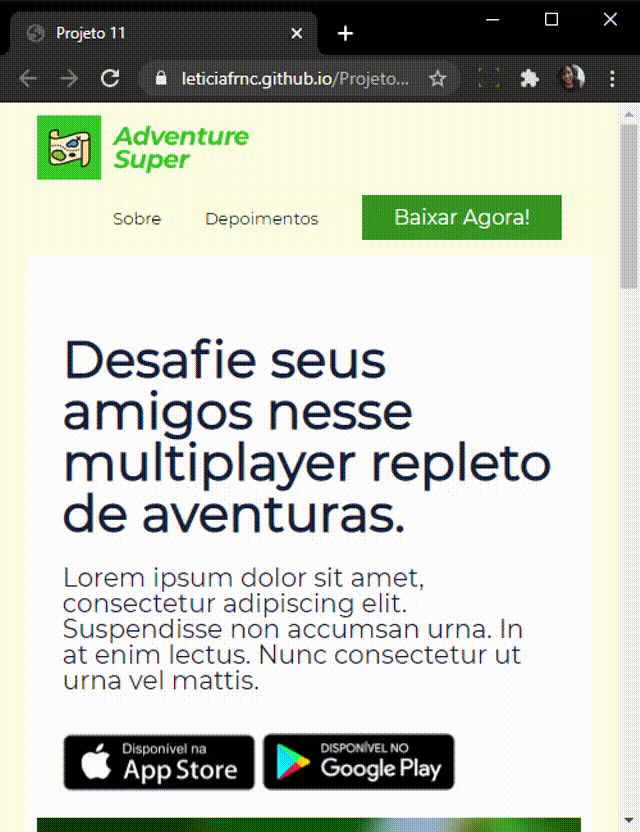 Projeto 11
leticiafrnc.github.io/Projeto...
Adventure
Super
Sobre
Depoimentos
Baixar Agora!
Desafie seus
amigos nesse
multiplayer repleto
de aventuras.
Lorem ipsum dolor sit amet,
consectetur adipiscing elit.
Suspendisse non accumsan urna. In
at enim lectus. Nunc consectetur ut
urna vel mattis.
Disponível na
App Store
DISPONÍVEL NO
Google Play